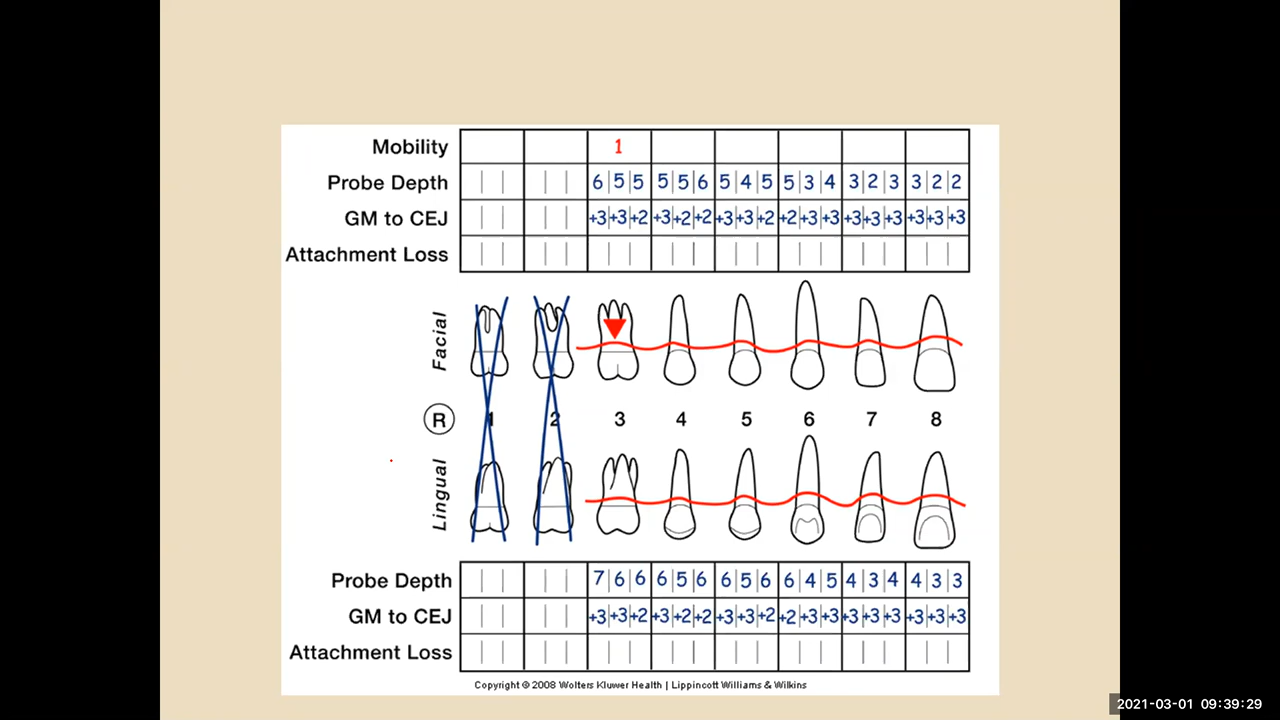 Mobility 1
Probe Depth 6 5 5 5 5 6 5 4 5 5 3 4 3 2 3 3 2 2
GM to CEJ +3 +3 +2 +3 +2 +2 +3 +3 +2 +2 +3 +3 +3 +3 +3 +3 +3 +3
Attachment Loss
Facial
R 1 2 3 4 5 6 7 8
Lingual
Probe Depth 7 6 6 6 5 6 6 5 6 6 4 5 4 3 4 4 3 3
GM to CEJ +3 +3 +2 +3 +2 +2 +3 +3 +2 +2 +3 +3 +3 +3 +3 +3 +3 +3
Attachment Loss
Copyright © 2008 Wolters Kluwer Health | Lippincott Williams & Wilkins
2021-03-01 09:39:29